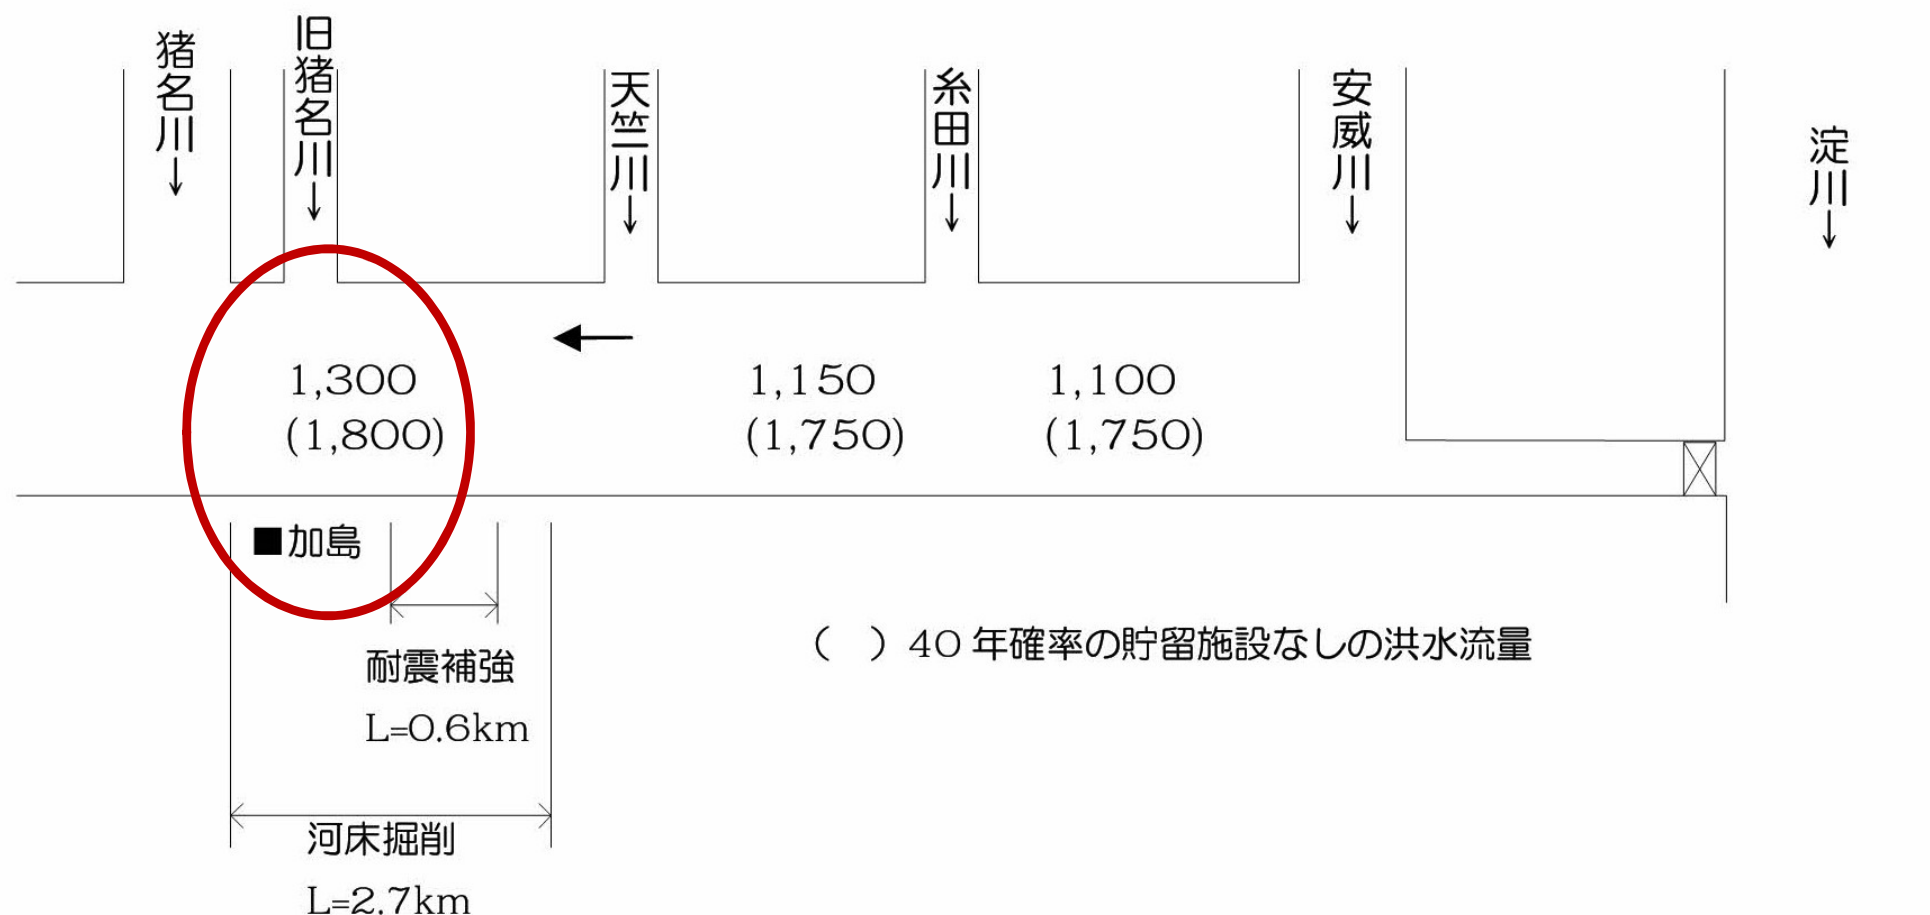 猪名川→
旧猪名川→
天竺川→
糸田川→
安威川→
淀川→
1,300
(1,800)
1,150
(1,750)
1,100
(1,750)
■加島
耐震補強
L=0.6km
河床掘削
L=2.7km
（　）40年確率の貯留施設なしの洪水流量